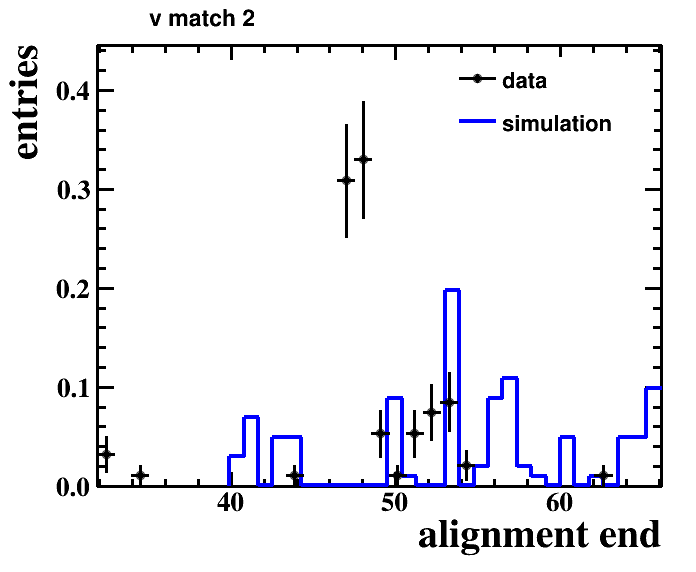 v match 2
entries
data
simulation
0.4
0.3
0.2
0.1
0.0
40
50
60
alignment end